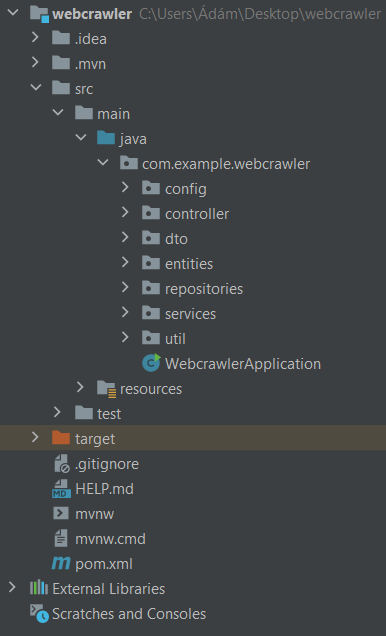 webcrawler C:\Users\Ádám\Desktop\webcrawler
.idea
.mvn
src
main
java
com.example.webcrawler
config
controller
dto
entities
repositories
services
util
C WebcrawlerApplication
resources
test
target
.gitignore
MD HELP.md
mvnw
mvnw.cmd
m pom.xml
External Libraries
Scratches and Consoles